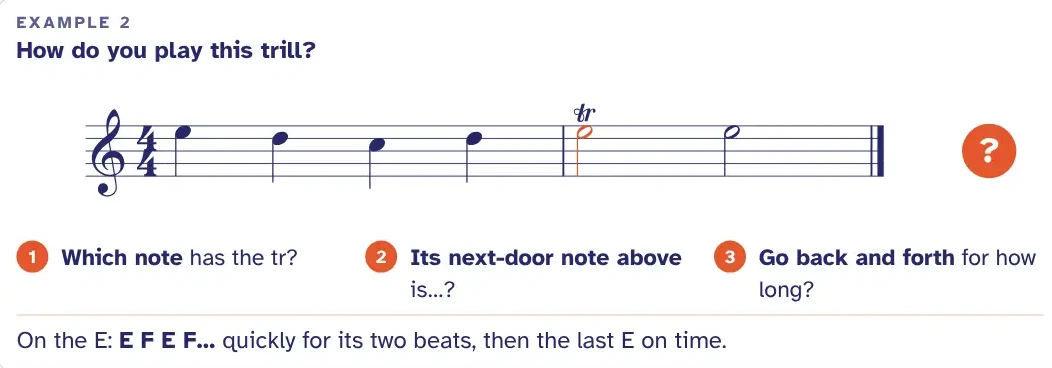 EXAMPLE 2
How do you play this trill?
tr
4
4
?
1 Which note has the tr?
2 Its next-door note above
is...?
3 Go back and forth for how
long?
On the E: E F E F... quickly for its two beats, then the last E on time.